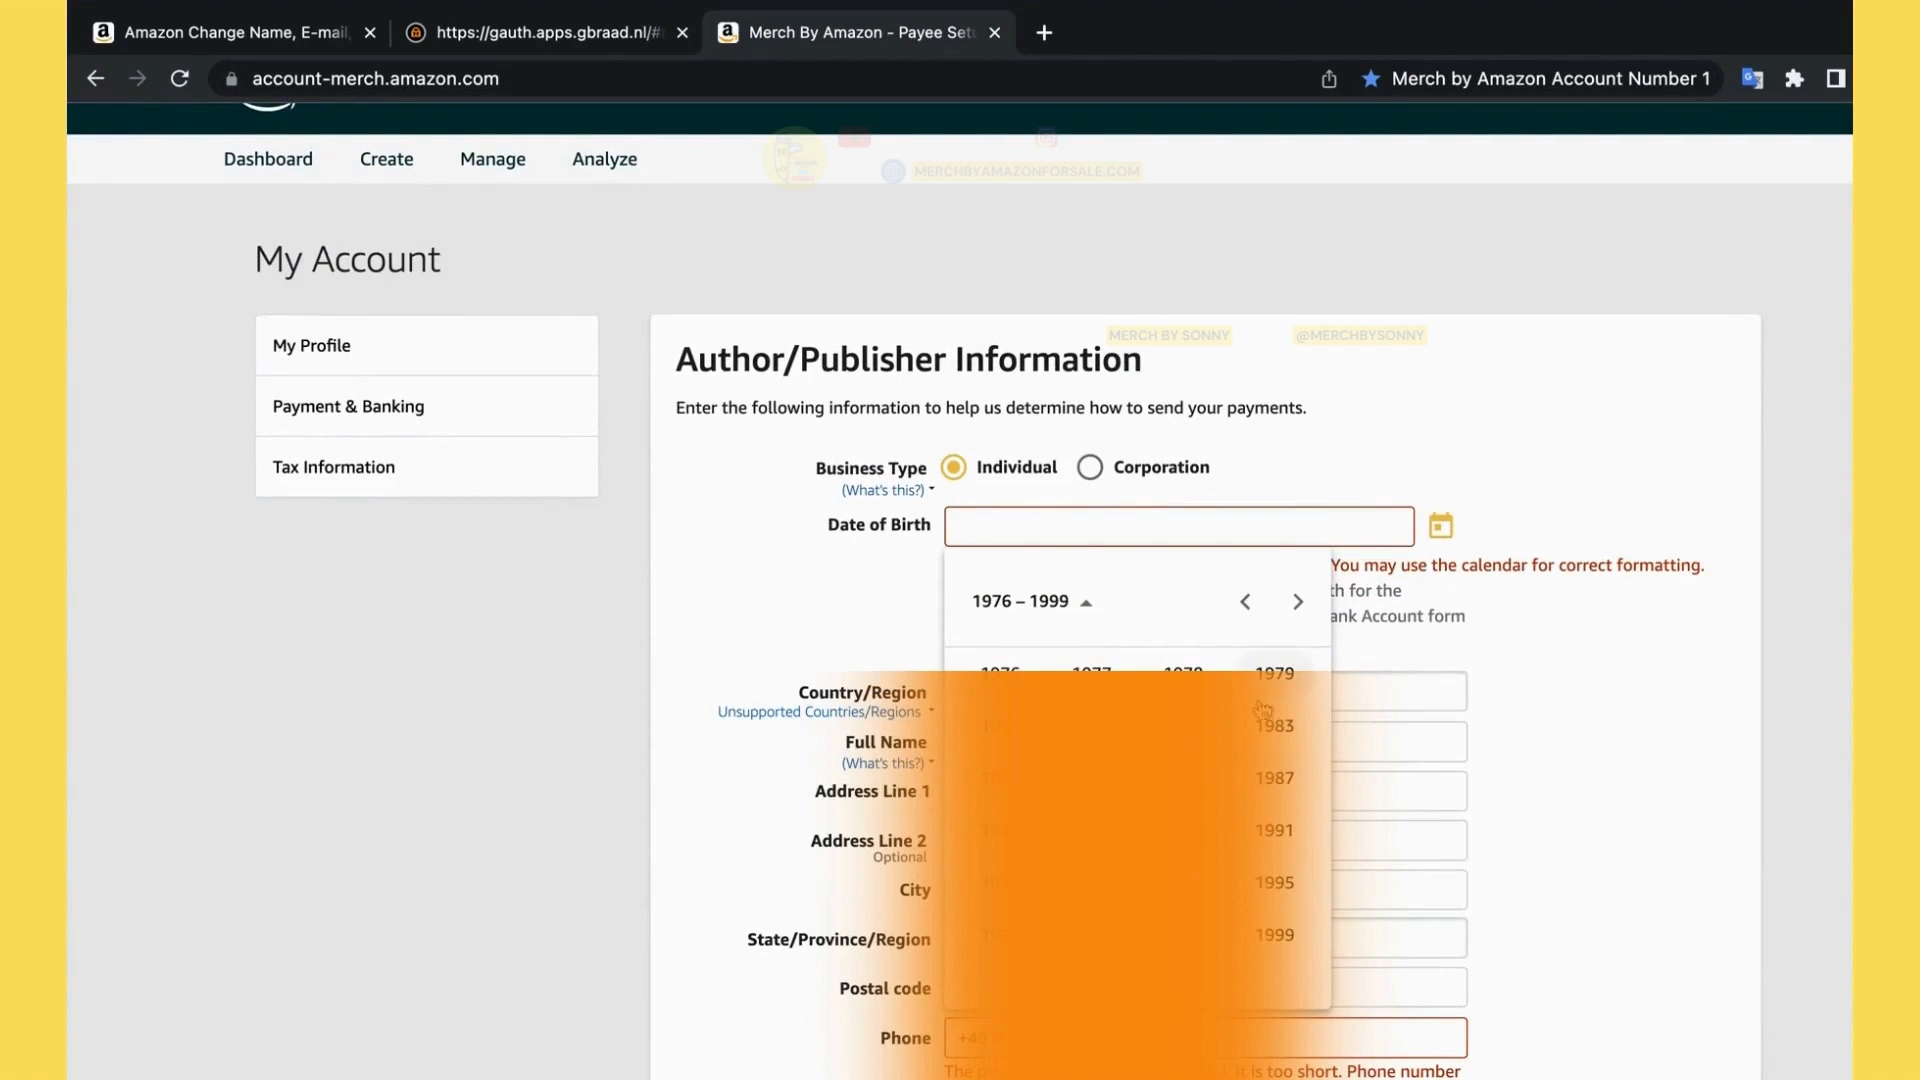 Amazon Change Name, E-mail,
https://gauth.apps.gbraad.nl/#
Merch By Amazon - Payee Set
account-merch.amazon.com
Merch by Amazon Account Number 1
Dashboard
Create
Manage
Analyze
MERCHBYAMAZONFORSALE.COM
My Account
My Profile
Payment & Banking
Tax Information
MERCH BY SONNY
@MERCHBYSONNY
Author/Publisher Information
Enter the following information to help us determine how to send your payments.
Business Type
Individual
Corporation
(What's this?)
Date of Birth
You may use the calendar for correct formatting.
th for the
ank Account form
1976 – 1999
1976 1977 1978 1979
1983
1987
1991
1995
1999
Country/Region
Unsupported Countries/Regions
Full Name
(What's this?)
Address Line 1
Address Line 2
Optional
City
State/Province/Region
Postal code
Phone
+49
The
it is too short. Phone number